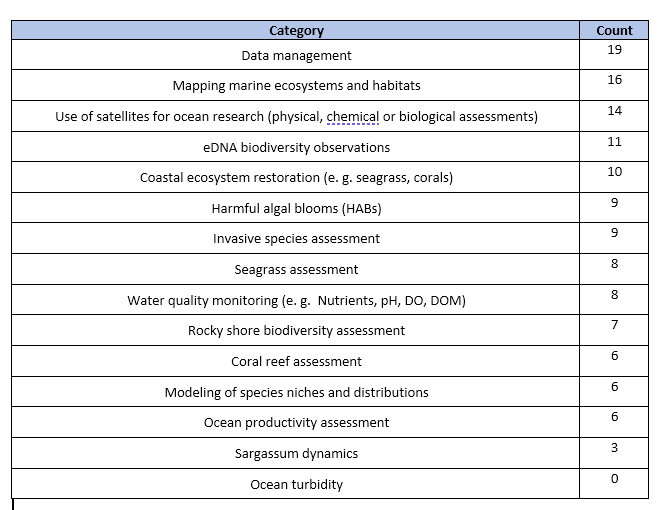 Category Count
Data management 19
Mapping marine ecosystems and habitats 16
Use of satellites for ocean research (physical, chemical or biological assessments) 14
eDNA biodiversity observations 11
Coastal ecosystem restoration (e. g. seagrass, corals) 10
Harmful algal blooms (HABs) 9
Invasive species assessment 9
Seagrass assessment 8
Water quality monitoring (e. g.  Nutrients, pH, DO, DOM) 8
Rocky shore biodiversity assessment 7
Coral reef assessment 6
Modeling of species niches and distributions 6
Ocean productivity assessment 6
Sargassum dynamics 3
Ocean turbidity 0